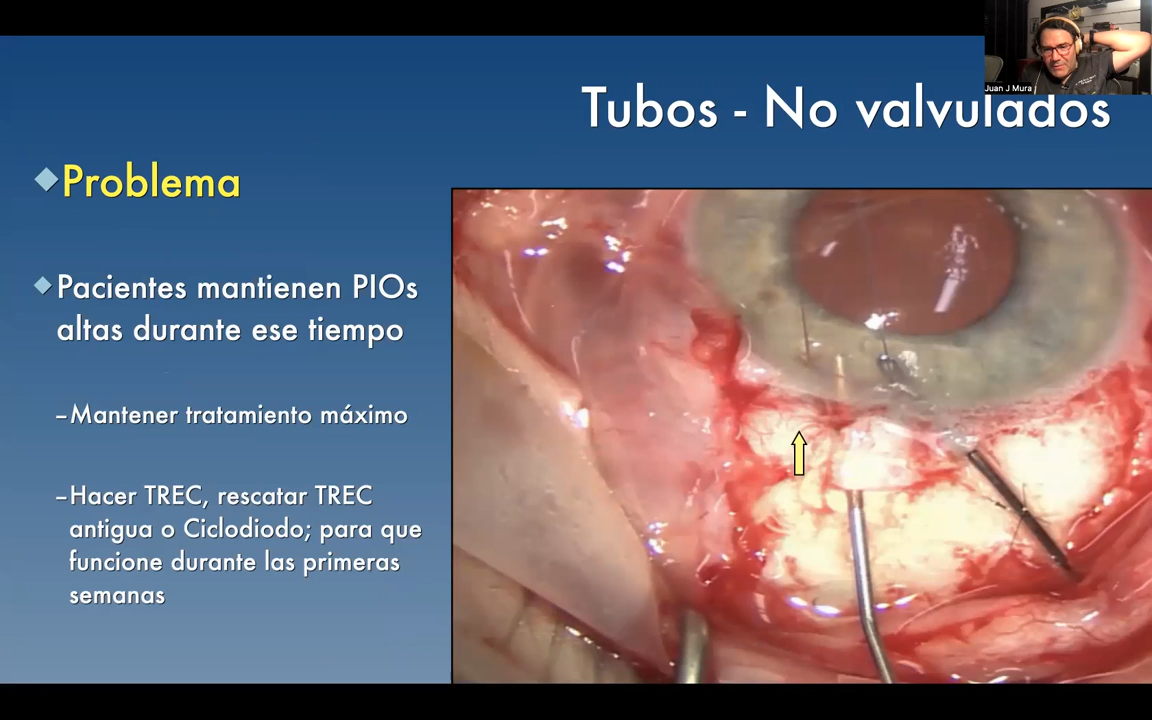 Juan J Mura
Tubos - No valvulados
Problema
Pacientes mantienen PIOs
altas durante ese tiempo
–Mantener tratamiento máximo
–Hacer TREC, rescatar TREC
antigua o Ciclodiodo; para que
funcione durante las primeras
semanas